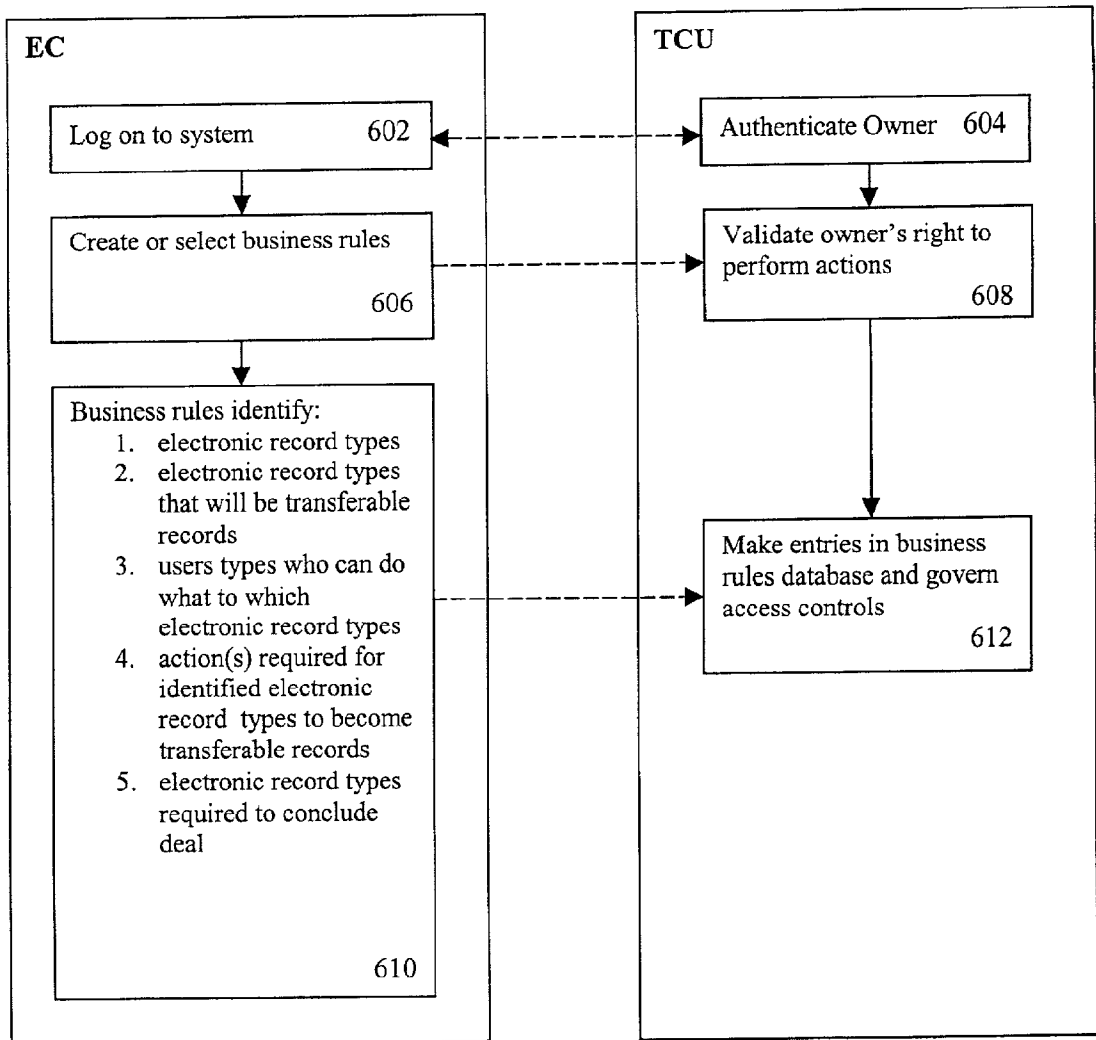 EC
Log on to system 602
Create or select business rules
606
Business rules identify:
1. electronic record types
2. electronic record types
that will be transferable
records
3. users types who can do
what to which
electronic record types
4. action(s) required for
identified electronic
record types to become
transferable records
5. electronic record types
required to conclude
deal
610
TCU
Authenticate Owner 604
Validate owner's right to
perform actions
608
Make entries in business
rules database and govern
access controls
612